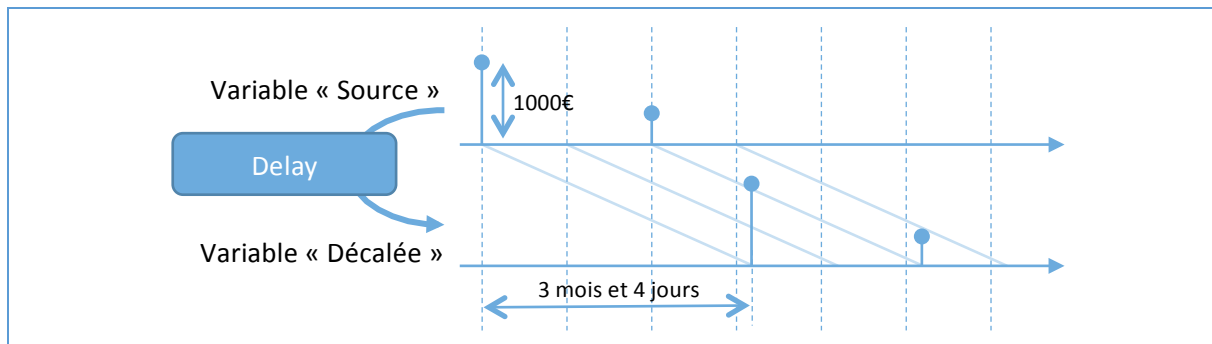 Variable « Source »
1000€
Delay
Variable « Décalée »
3 mois et 4 jours